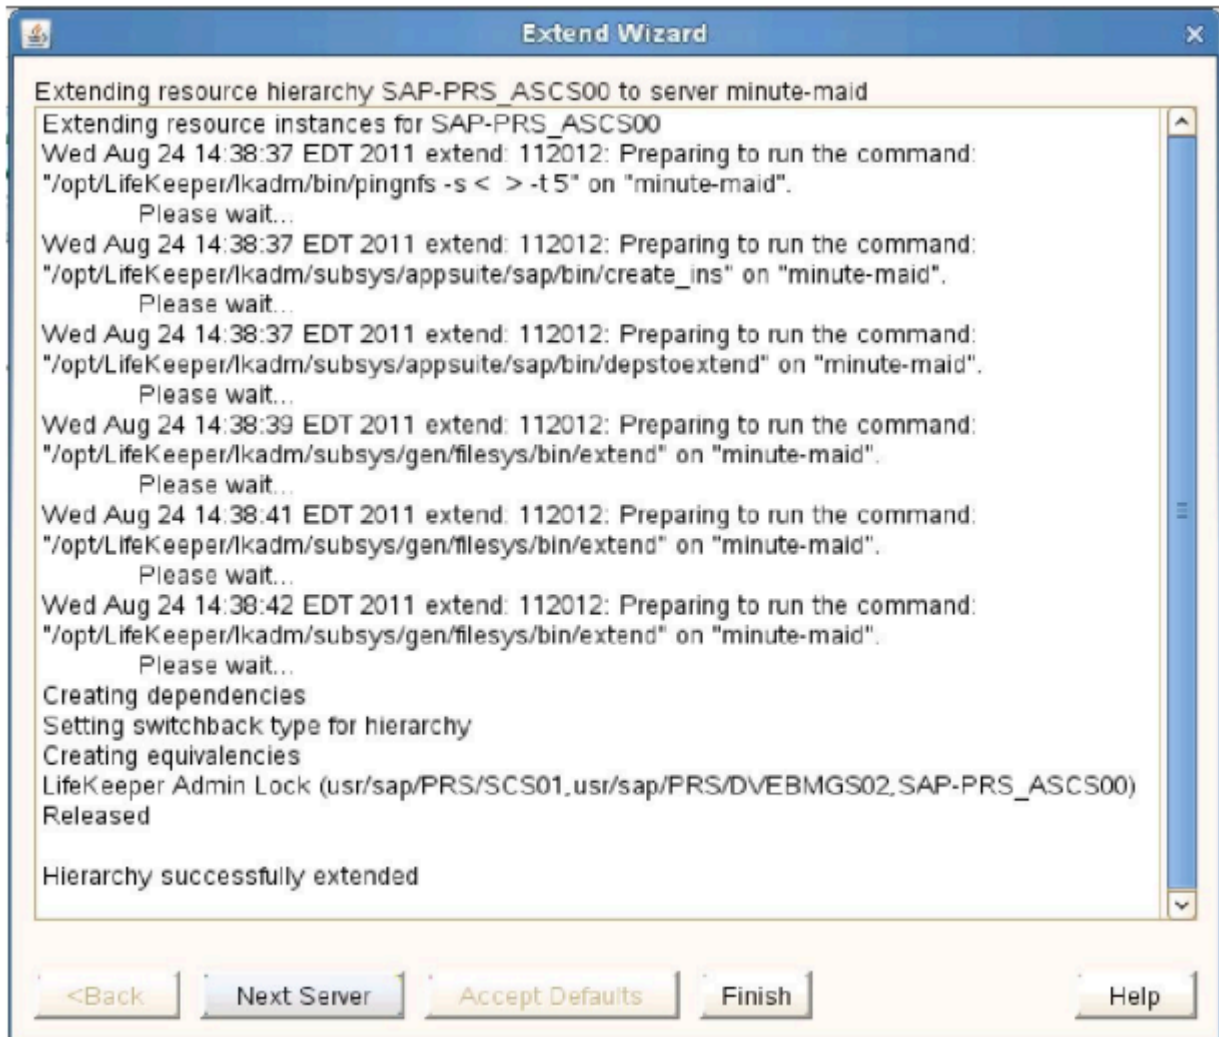 Extend Wizard
Extending resource hierarchy SAP-PRS_ASCS00 to server minute-maid
Extending resource instances for SAP-PRS_ASCS00
Wed Aug 24 14:38:37 EDT 2011 extend: 112012: Preparing to run the command:
"/opt/LifeKeeper/lkadm/bin/pingnfs -s < > -t 5" on "minute-maid".
Please wait...
Wed Aug 24 14:38:37 EDT 2011 extend: 112012: Preparing to run the command:
"/opt/LifeKeeper/lkadm/subsys/appsuite/sap/bin/create_ins" on "minute-maid".
Please wait...
Wed Aug 24 14:38:37 EDT 2011 extend: 112012: Preparing to run the command:
"/opt/LifeKeeper/lkadm/subsys/appsuite/sap/bin/depstoextend" on "minute-maid".
Please wait...
Wed Aug 24 14:38:39 EDT 2011 extend: 112012: Preparing to run the command:
"/opt/LifeKeeper/lkadm/subsys/gen/filesys/bin/extend" on "minute-maid".
Please wait...
Wed Aug 24 14:38:41 EDT 2011 extend: 112012: Preparing to run the command:
"/opt/LifeKeeper/lkadm/subsys/gen/filesys/bin/extend" on "minute-maid".
Please wait...
Wed Aug 24 14:38:42 EDT 2011 extend: 112012: Preparing to run the command:
"/opt/LifeKeeper/lkadm/subsys/gen/filesys/bin/extend" on "minute-maid".
Please wait...
Creating dependencies
Setting switchback type for hierarchy
Creating equivalencies
LifeKeeper Admin Lock (usr/sap/PRS/SCS01,usr/sap/PRS/DVEBMGS02,SAP-PRS_ASCS00)
Released
Hierarchy successfully extended
<Back Next Server Accept Defaults Finish Help